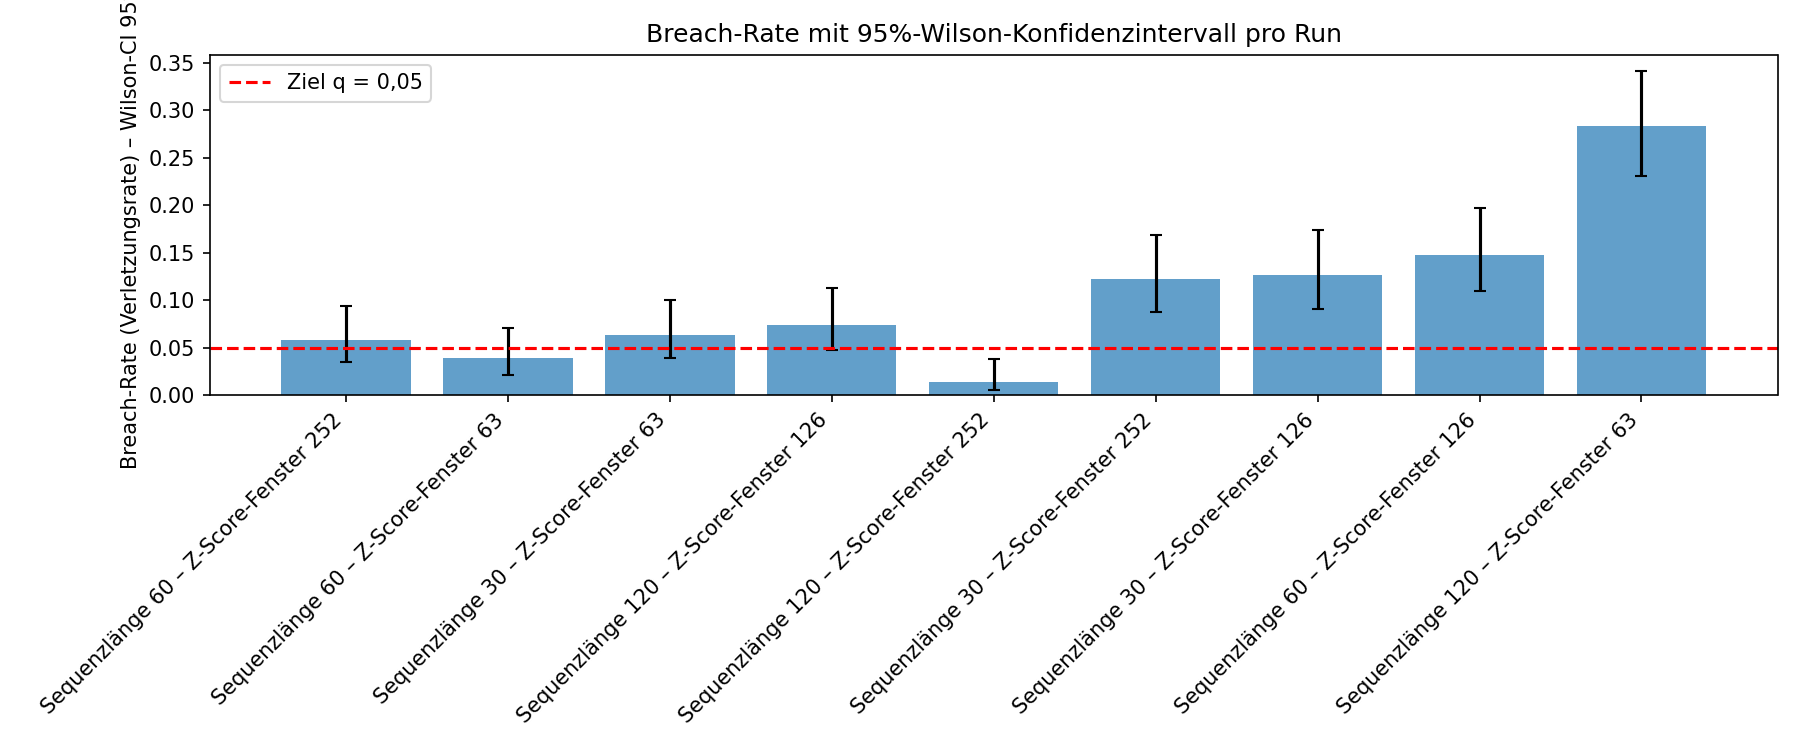 Breach-Rate mit 95%-Wilson-Konfidenzintervall pro Run
Breach-Rate (Verletzungsrate) – Wilson-CI 95
0.35
0.30
0.25
0.20
0.15
0.10
0.05
0.00
Ziel q = 0,05
Sequenzlänge 60 – Z-Score-Fenster 252
Sequenzlänge 60 – Z-Score-Fenster 63
Sequenzlänge 30 – Z-Score-Fenster 63
Sequenzlänge 120 – Z-Score-Fenster 126
Sequenzlänge 120 – Z-Score-Fenster 252
Sequenzlänge 30 – Z-Score-Fenster 252
Sequenzlänge 30 – Z-Score-Fenster 126
Sequenzlänge 60 – Z-Score-Fenster 126
Sequenzlänge 120 – Z-Score-Fenster 63